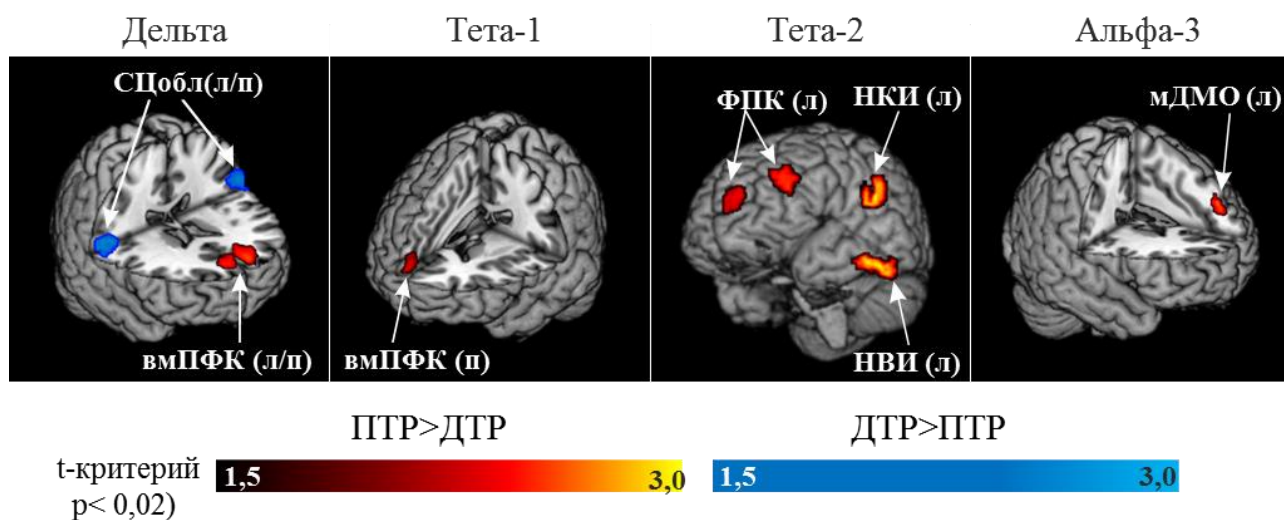 Дельта
Тета-1
Тета-2
Альфа-3
СЦобл(л/п)
вмПФК (л/п)
вмПФК (п)
ФПК (л)
НКИ (л)
НВИ (л)
мДМО (л)
ПТР>ДТР
ДТР>ПТР
t-критерий
p< 0,02)
1,5
3,0
1,5
3,0